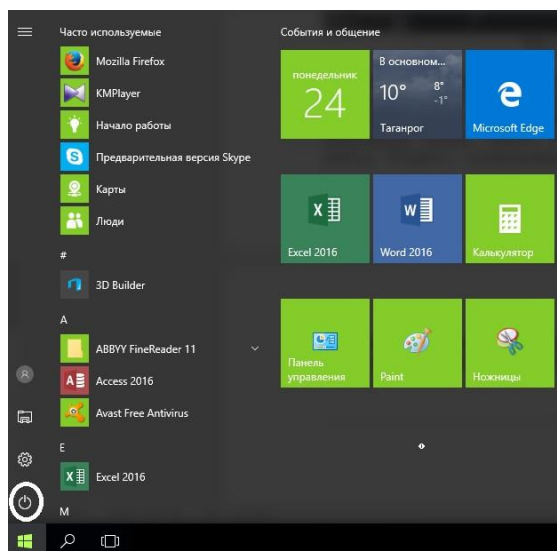 Часто используемые
Mozilla Firefox
KMPlayer
Начало работы
Предварительная версия Skype
Карты
Люди
#
3D Builder
A
ABBYY FineReader 11
Access 2016
Avast Free Antivirus
E
Excel 2016
M
События и общение
понедельник
24
В основном...
10°
8°
-1°
Таганрог
Microsoft Edge
Excel 2016
Word 2016
Калькулятор
Панель
управления
Paint
Ножницы